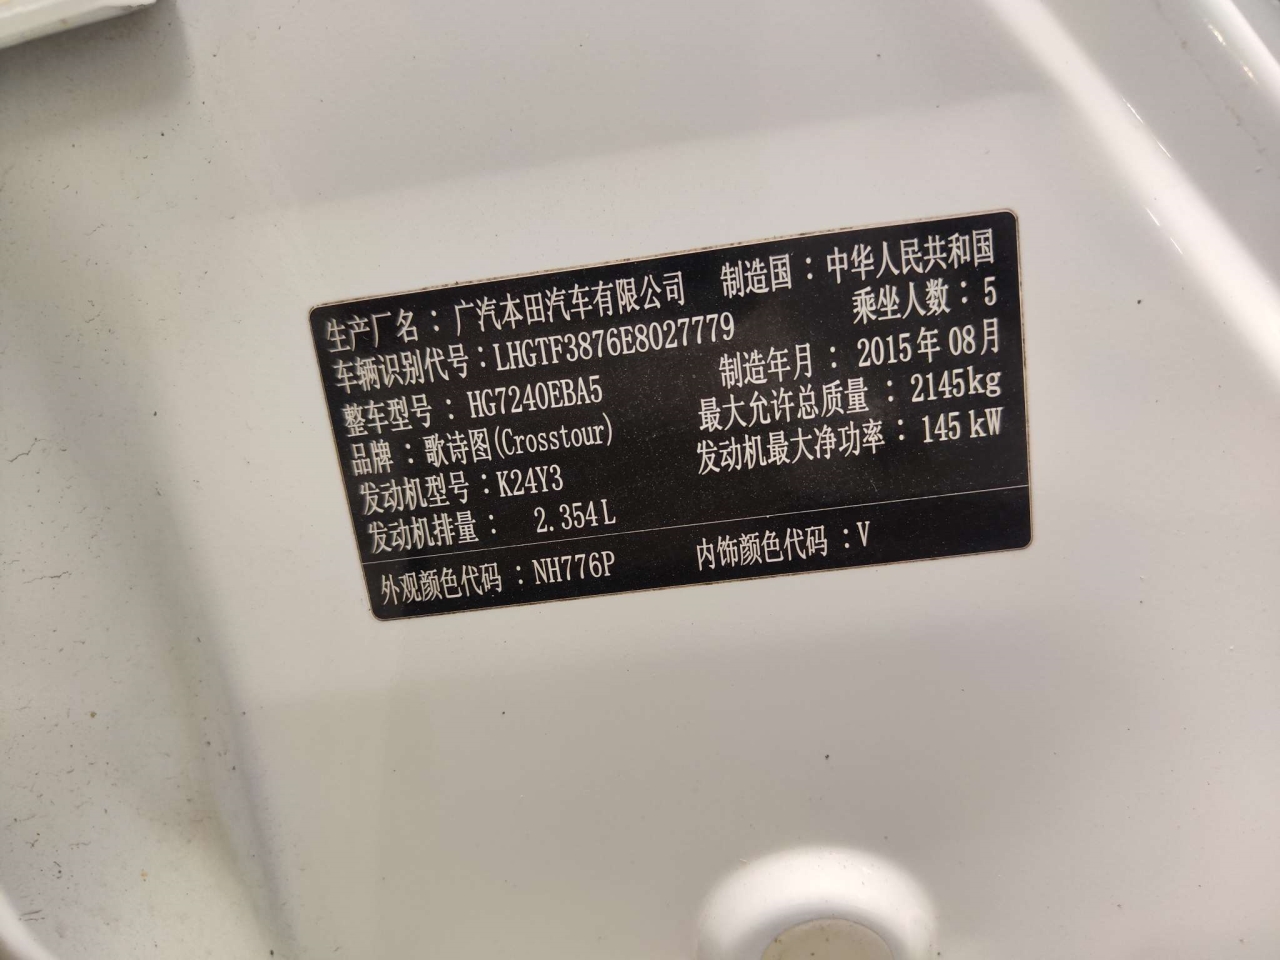 生产厂名：广汽本田汽车有限公司 制造国：中华人民共和国
车辆识别代号：LHGTF3876E8027779 乘坐人数：5
整车型号：HG7240EBA5 制造年月：2015年08月
品牌：歌诗图(Crosstour) 最大允许总质量：2145kg
发动机型号：K24Y3 发动机最大净功率：145kW
发动机排量：2.354L
外观颜色代码：NH776P 内饰颜色代码：V